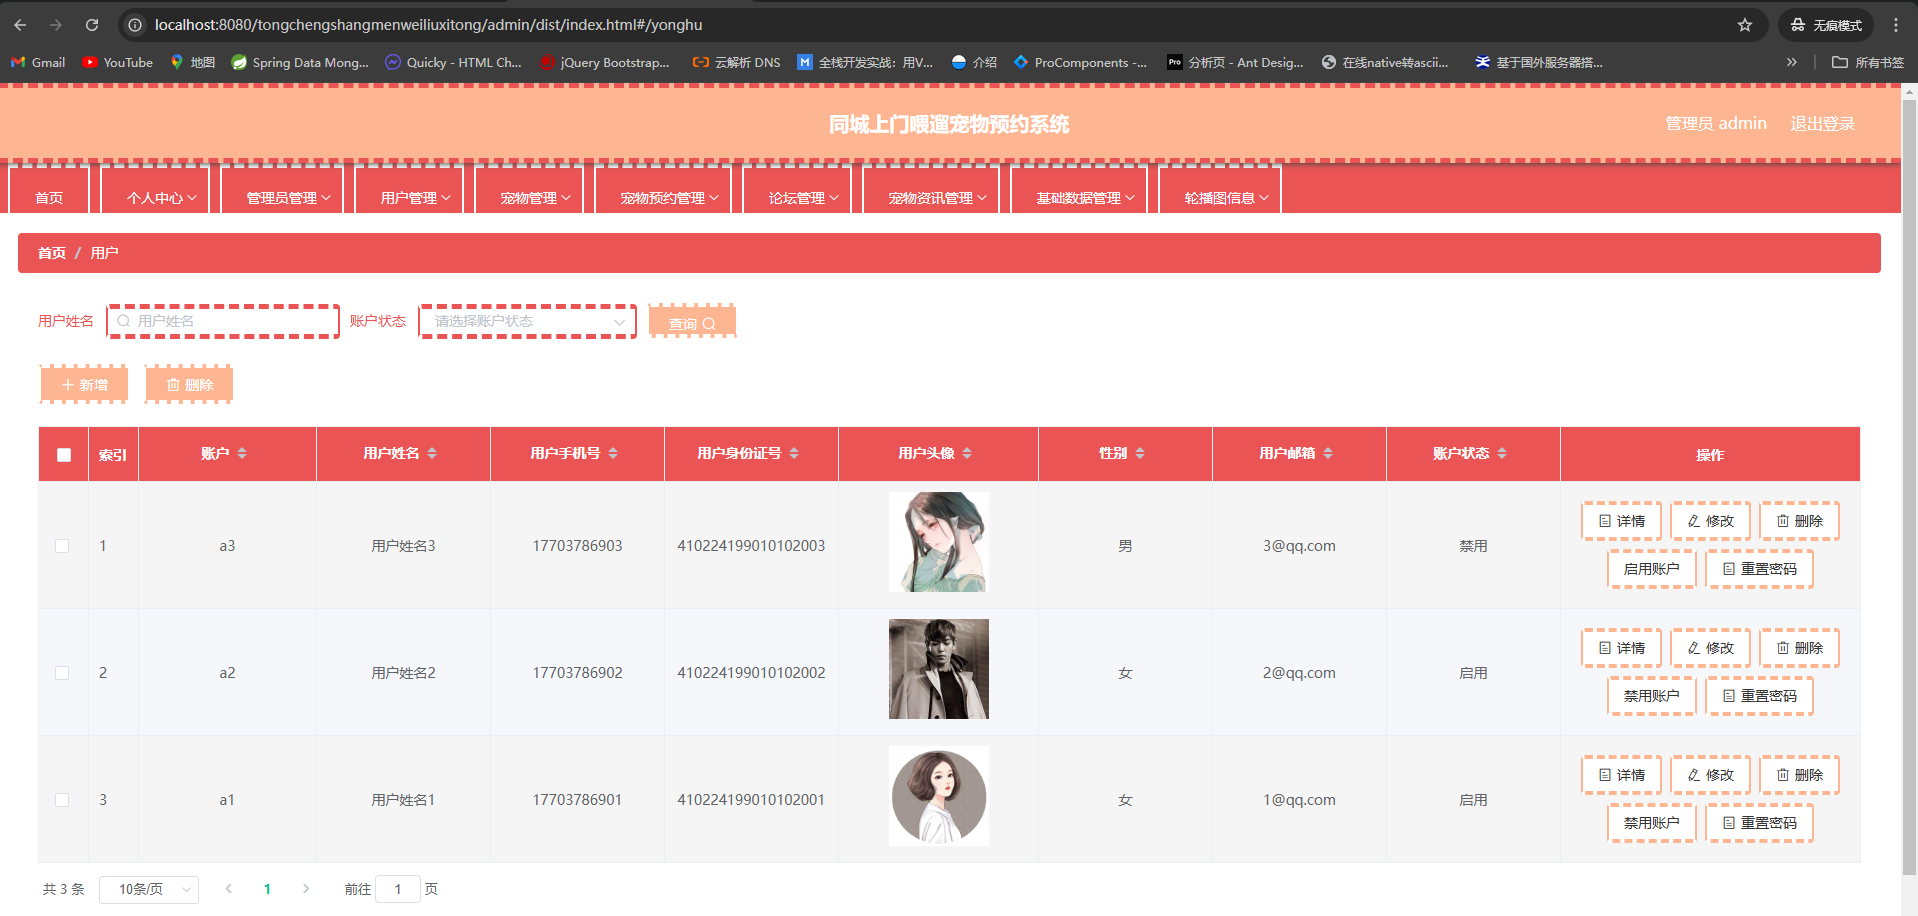 localhost:8080/tongchengshangmenweiliuxitong/admin/dist/index.html#/yonghu 无痕模式
Gmail YouTube 地图 Spring Data Mong... Quicky - HTML Ch... jQuery Bootstrap... 云解析 DNS 全栈开发实战：用V... 介绍 ProComponents -... Pro 分析页 - Ant Desig... 在线native转ascii... 基于国外服务器搭... » 所有书签
同城上门喂遛宠物预约系统 管理员 admin 退出登录
首页 个人中心 管理员管理 用户管理 宠物管理 宠物预约管理 论坛管理 宠物资讯管理 基础数据管理 轮播图信息
首页 / 用户
用户姓名 用户姓名 账户状态 请选择账户状态 查询
新增 删除
索引 账户 用户姓名 用户手机号 用户身份证号 用户头像 性别 用户邮箱 账户状态 操作
1 a3 用户姓名3 17703786903 410224199010102003 男 3@qq.com 禁用 详情 修改 删除
启用账户 重置密码
2 a2 用户姓名2 17703786902 410224199010102002 女 2@qq.com 启用 详情 修改 删除
禁用账户 重置密码
3 a1 用户姓名1 17703786901 410224199010102001 女 1@qq.com 启用 详情 修改 删除
禁用账户 重置密码
共 3 条 10条/页 1 前往 1 页